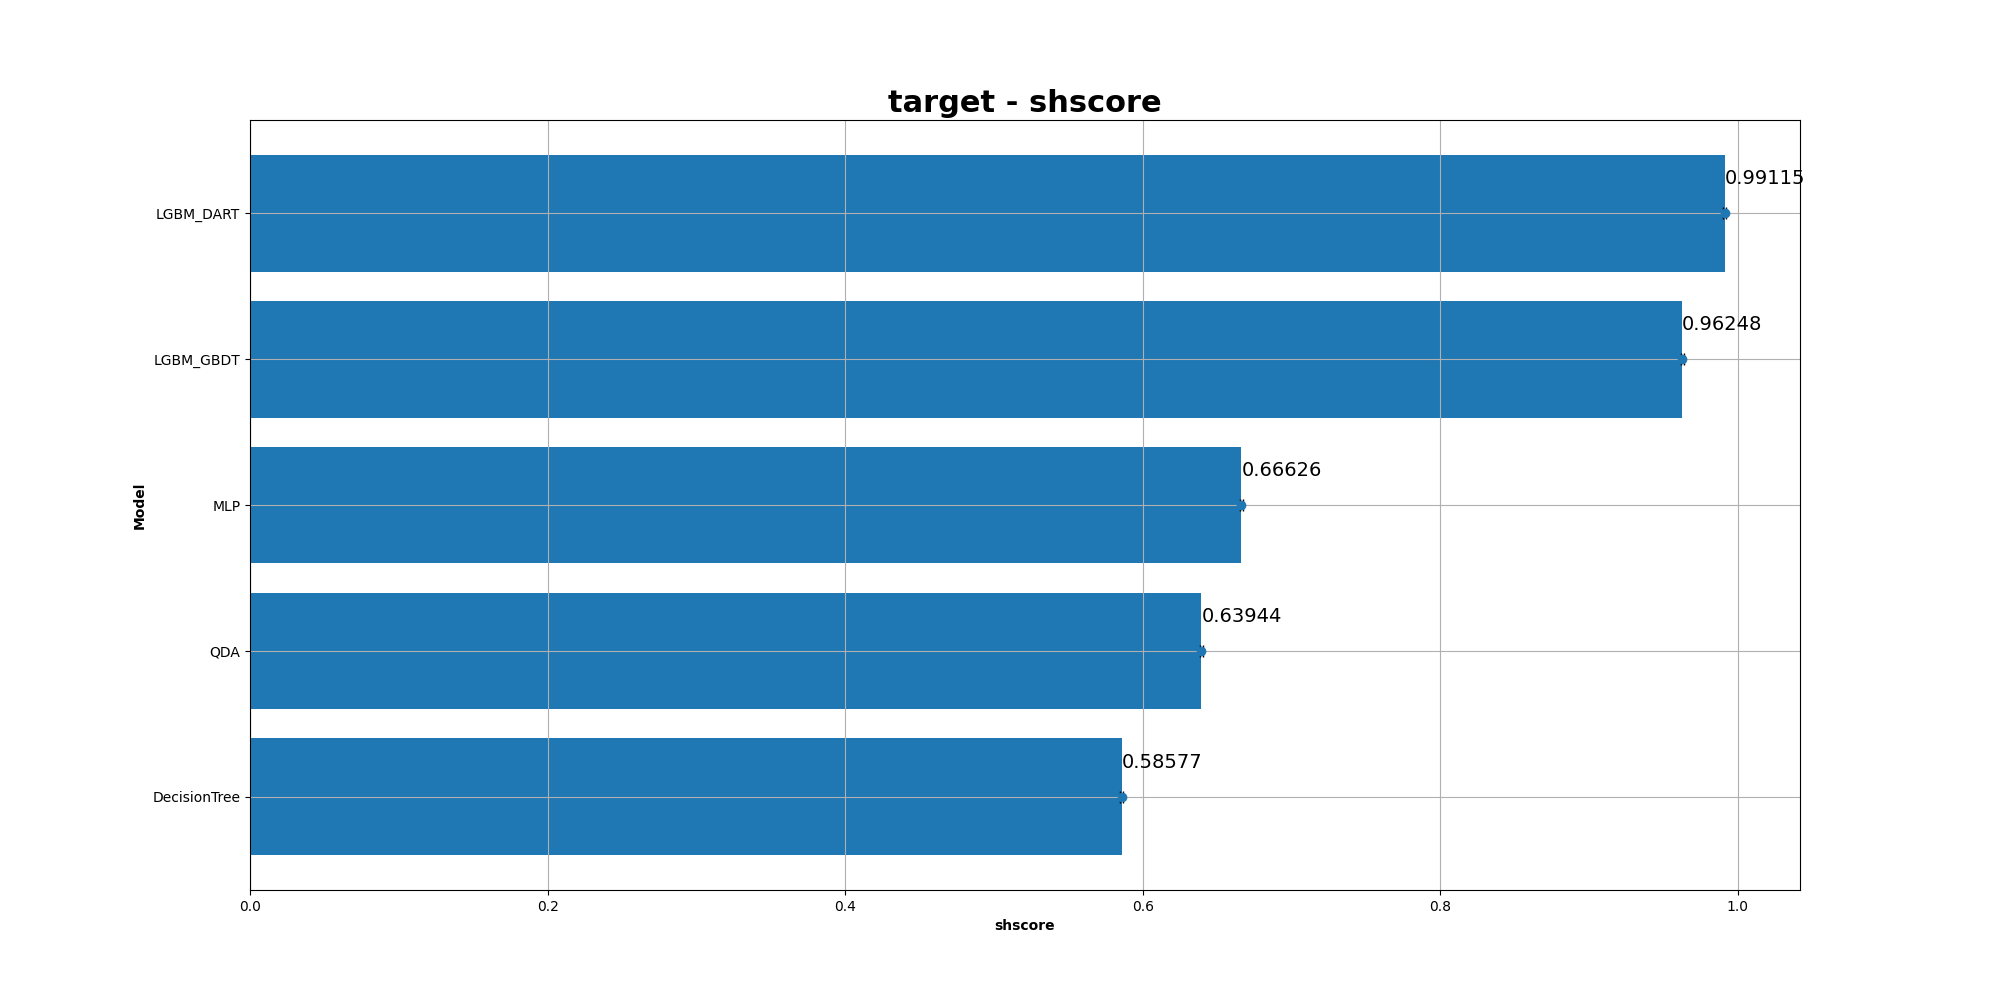 target - shscore
LGBM_DART
0.99115
LGBM_GBDT
0.96248
MLP
0.66626
QDA
0.63944
DecisionTree
0.58577
Model
0.0 0.2 0.4 0.6 0.8 1.0
shscore